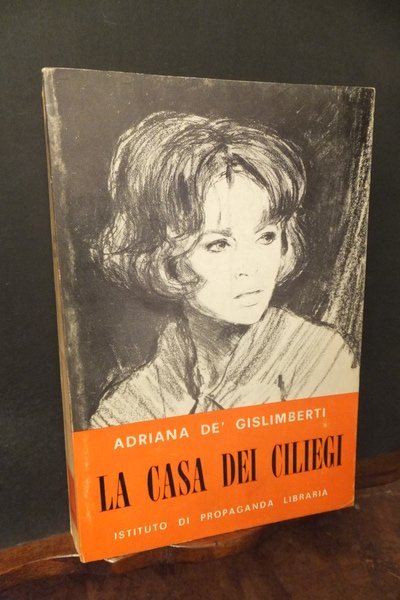 ADRIANA DE' GISLIMBERTI
LA CASA DEI CILIEGI
ISTITUTO DI PROPAGANDA LIBRARIA